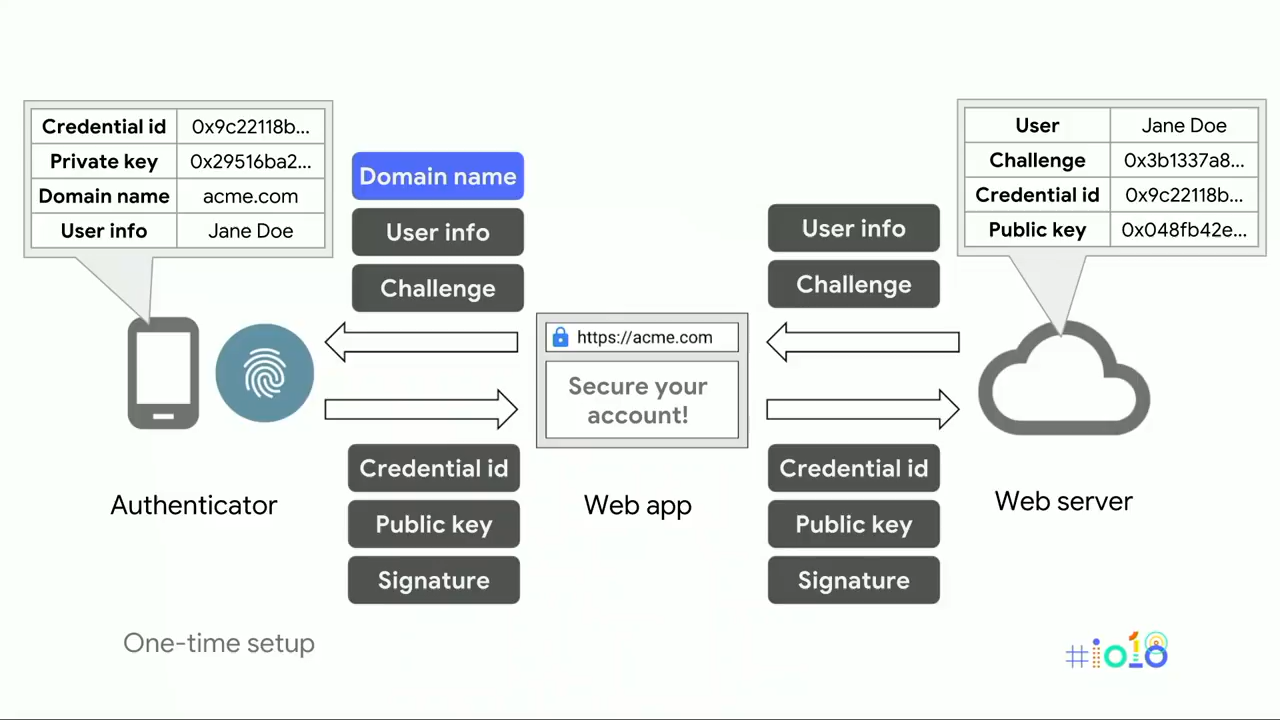 Credential id 0x9c22118b...
Private key 0x29516ba2...
Domain name acme.com
User info Jane Doe
Domain name
User info
Challenge
User info
Challenge
User Jane Doe
Challenge 0x3b1337a8...
Credential id 0x9c22118b...
Public key 0x048fb42e...
https://acme.com
Secure your
account!
Credential id
Public key
Signature
Credential id
Public key
Signature
Authenticator
Web app
Web server
One-time setup
#io18